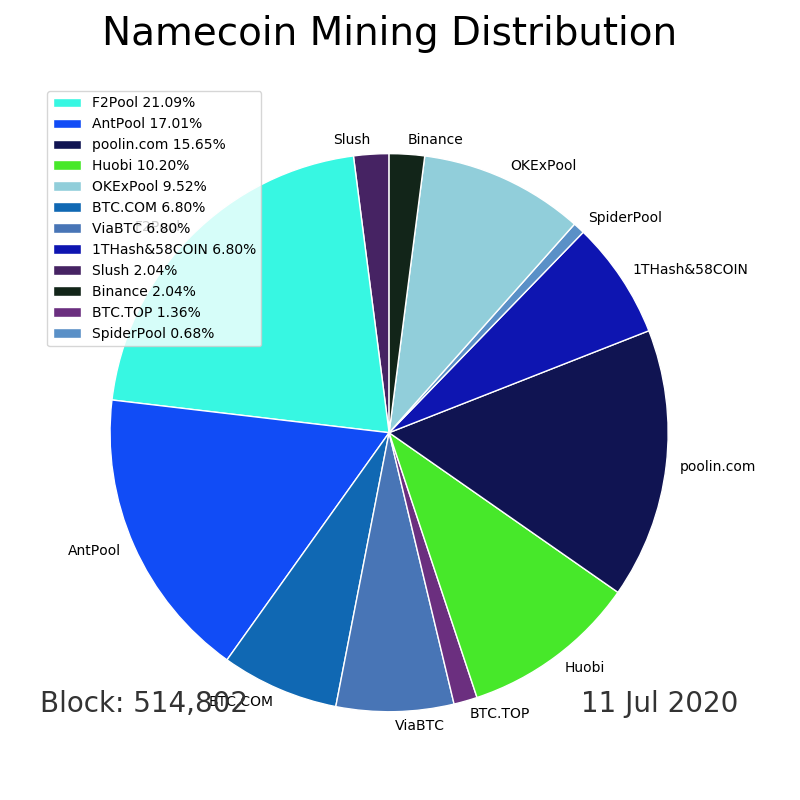 Namecoin Mining Distribution
F2Pool 21.09%
AntPool 17.01%
poolin.com 15.65%
Huobi 10.20%
OKExPool 9.52%
BTC.COM 6.80%
ViaBTC 6.80%
1THash&58COIN 6.80%
Slush 2.04%
Binance 2.04%
BTC.TOP 1.36%
SpiderPool 0.68%
Slush
Binance
OKExPool
SpiderPool
1THash&58COIN
poolin.com
AntPool
Huobi
BTC.COM
BTC.TOP
ViaBTC
Block: 514,802
11 Jul 2020